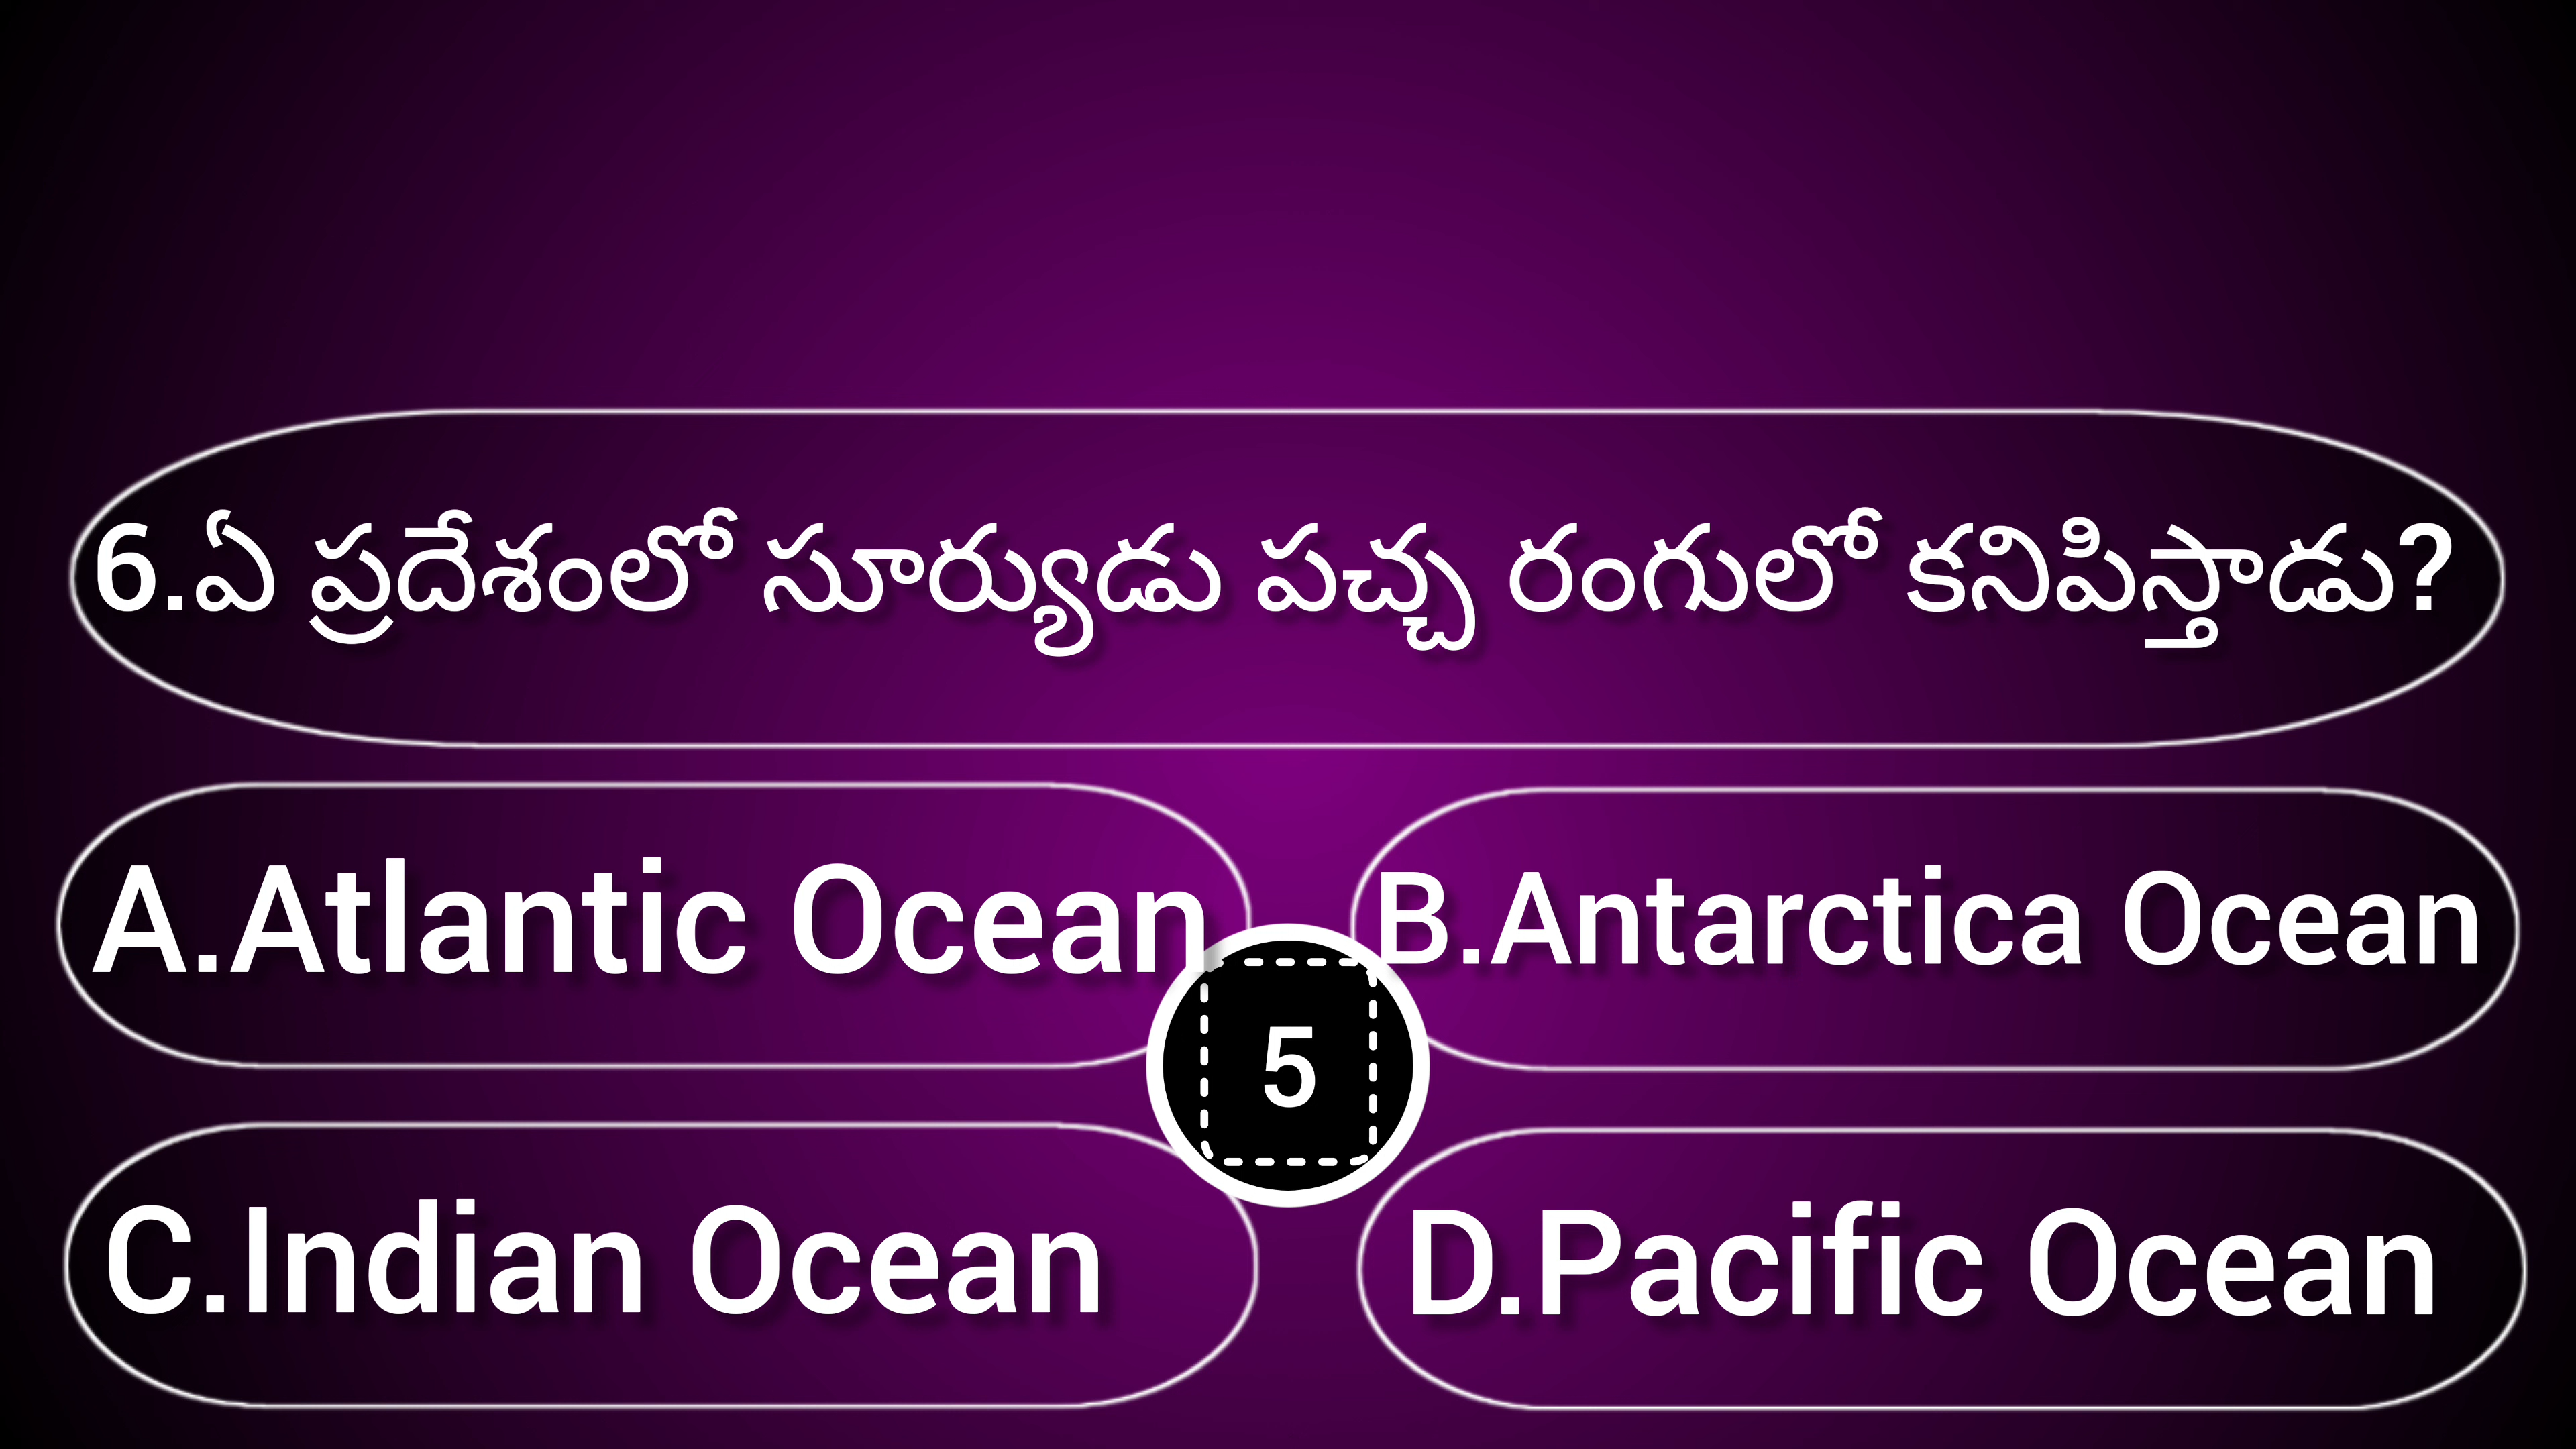 6.ఏ ప్రదేశంలో సూర్యుడు పచ్చ రంగులో కనిపిస్తాడు?
A.Atlantic Ocean
B.Antarctica Ocean
5
C.Indian Ocean
D.Pacific Ocean